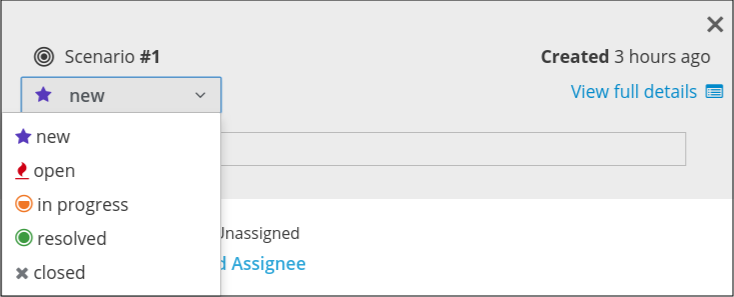 Scenario #1
Created 3 hours ago
new
View full details
new
open
in progress
resolved
closed
Unassigned
Assignee